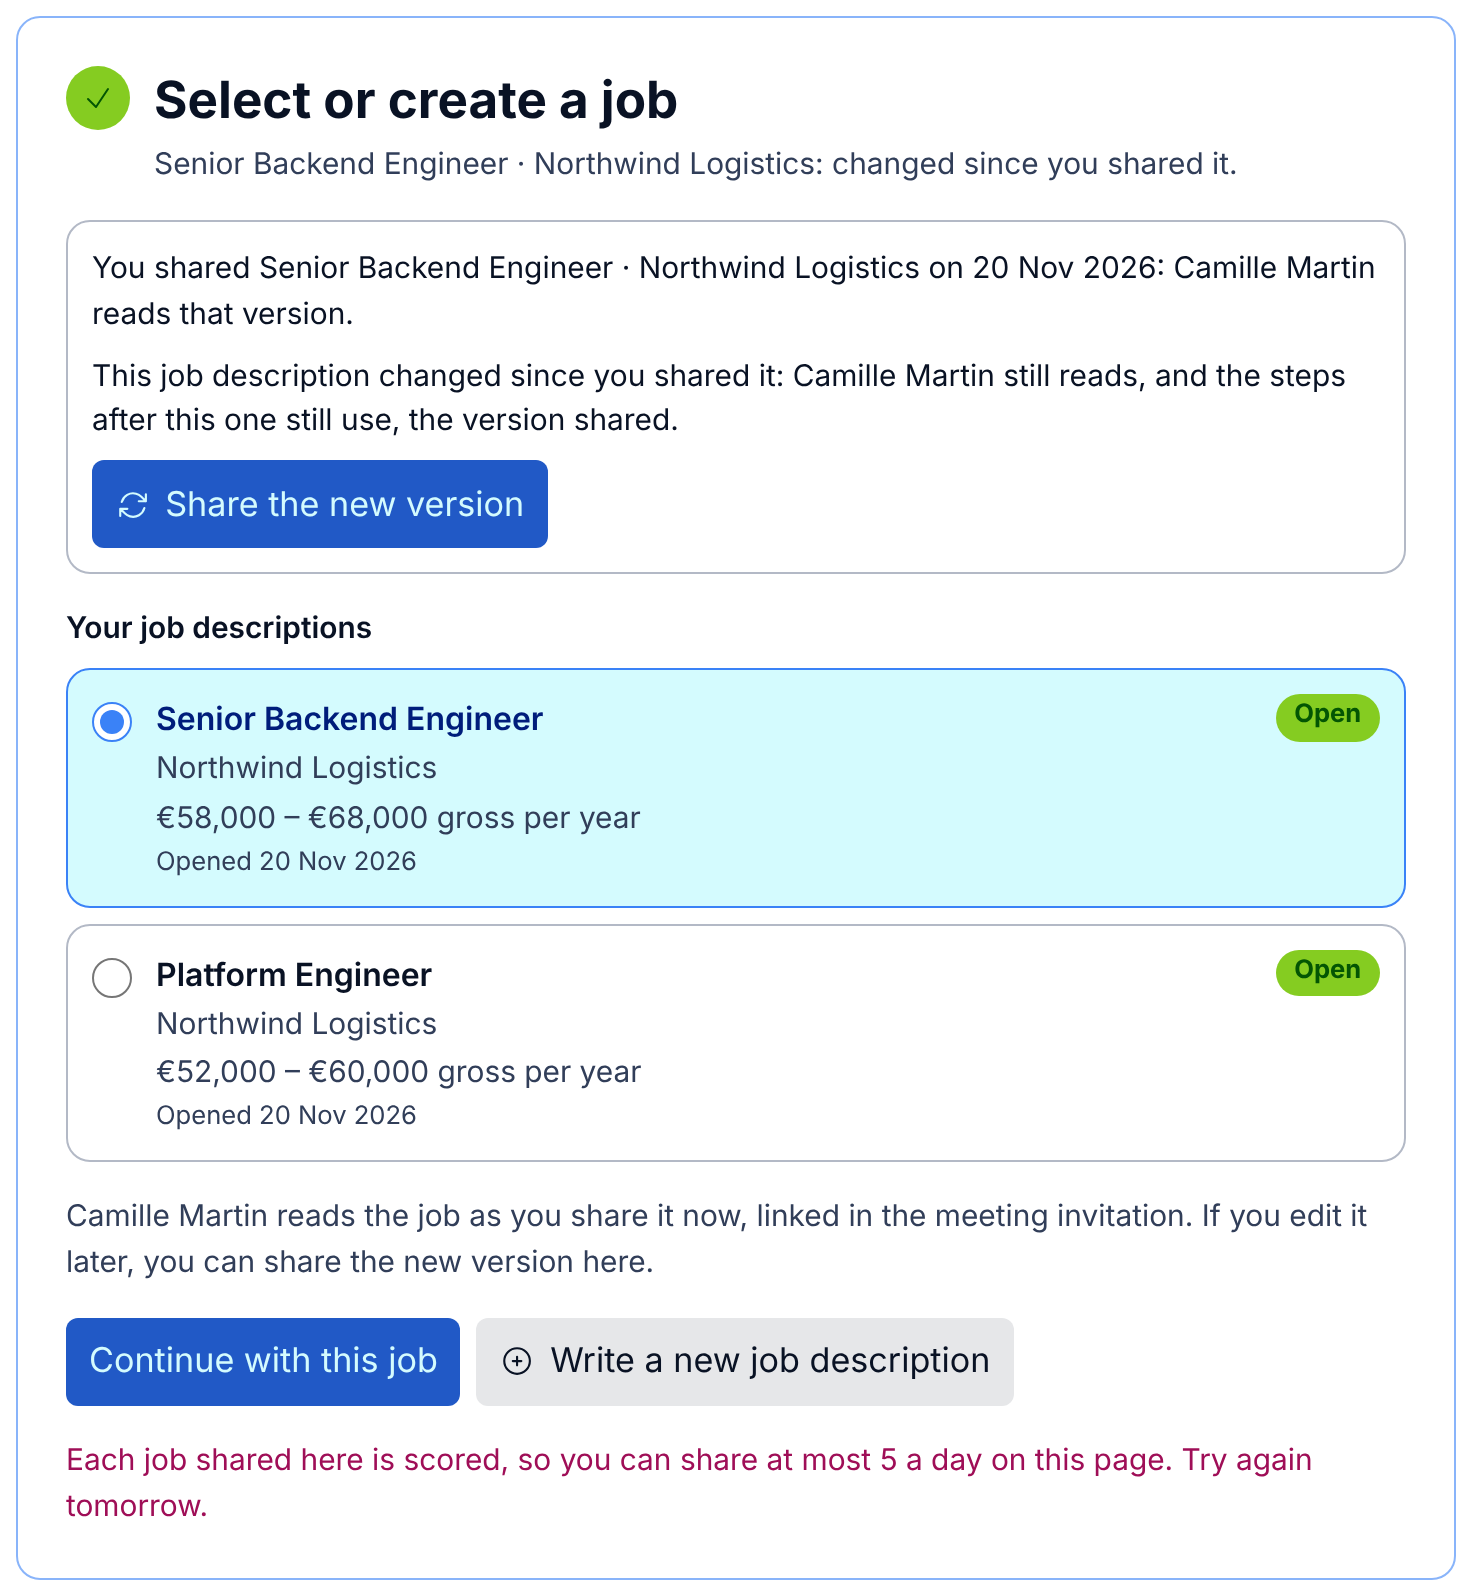 Select or create a job
Senior Backend Engineer · Northwind Logistics: changed since you shared it.
You shared Senior Backend Engineer · Northwind Logistics on 20 Nov 2026: Camille Martin
reads that version.
This job description changed since you shared it: Camille Martin still reads, and the steps
after this one still use, the version shared.
Share the new version
Your job descriptions
Senior Backend Engineer
Open
Northwind Logistics
€58,000 – €68,000 gross per year
Opened 20 Nov 2026
Platform Engineer
Open
Northwind Logistics
€52,000 – €60,000 gross per year
Opened 20 Nov 2026
Camille Martin reads the job as you share it now, linked in the meeting invitation. If you edit it
later, you can share the new version here.
Continue with this job
Write a new job description
Each job shared here is scored, so you can share at most 5 a day on this page. Try again
tomorrow.